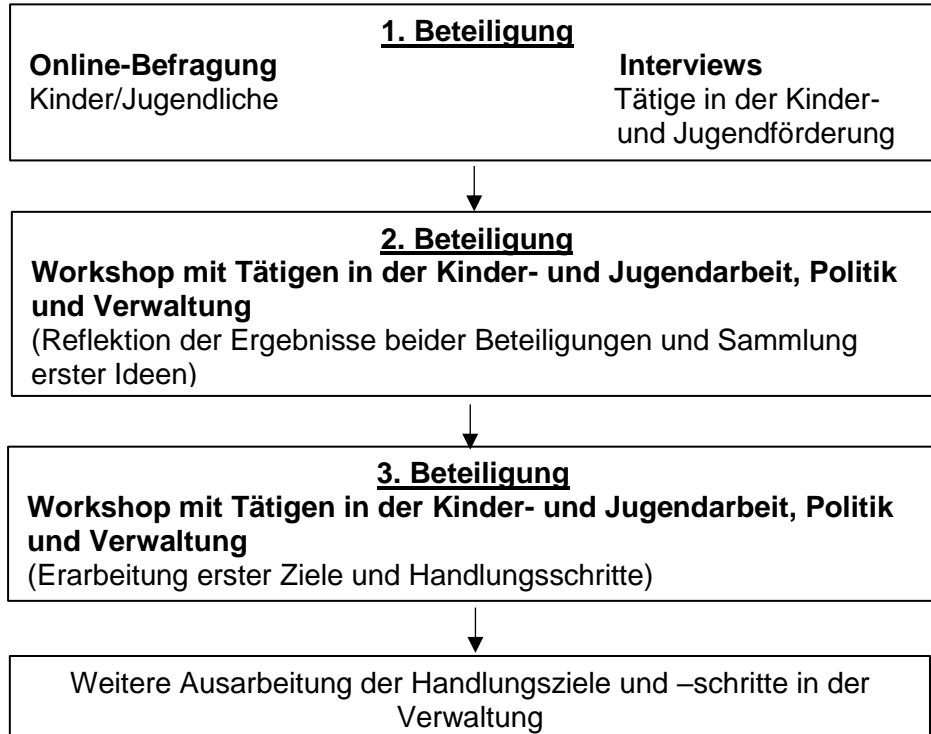 1. Beteiligung
Online-Befragung Interviews
Kinder/Jugendliche Tätige in der Kinder-
und Jugendförderung
2. Beteiligung
Workshop mit Tätigen in der Kinder- und Jugendarbeit, Politik
und Verwaltung
(Reflektion der Ergebnisse beider Beteiligungen und Sammlung
erster Ideen)
3. Beteiligung
Workshop mit Tätigen in der Kinder- und Jugendarbeit, Politik
und Verwaltung
(Erarbeitung erster Ziele und Handlungsschritte)
Weitere Ausarbeitung der Handlungsziele und –schritte in der
Verwaltung